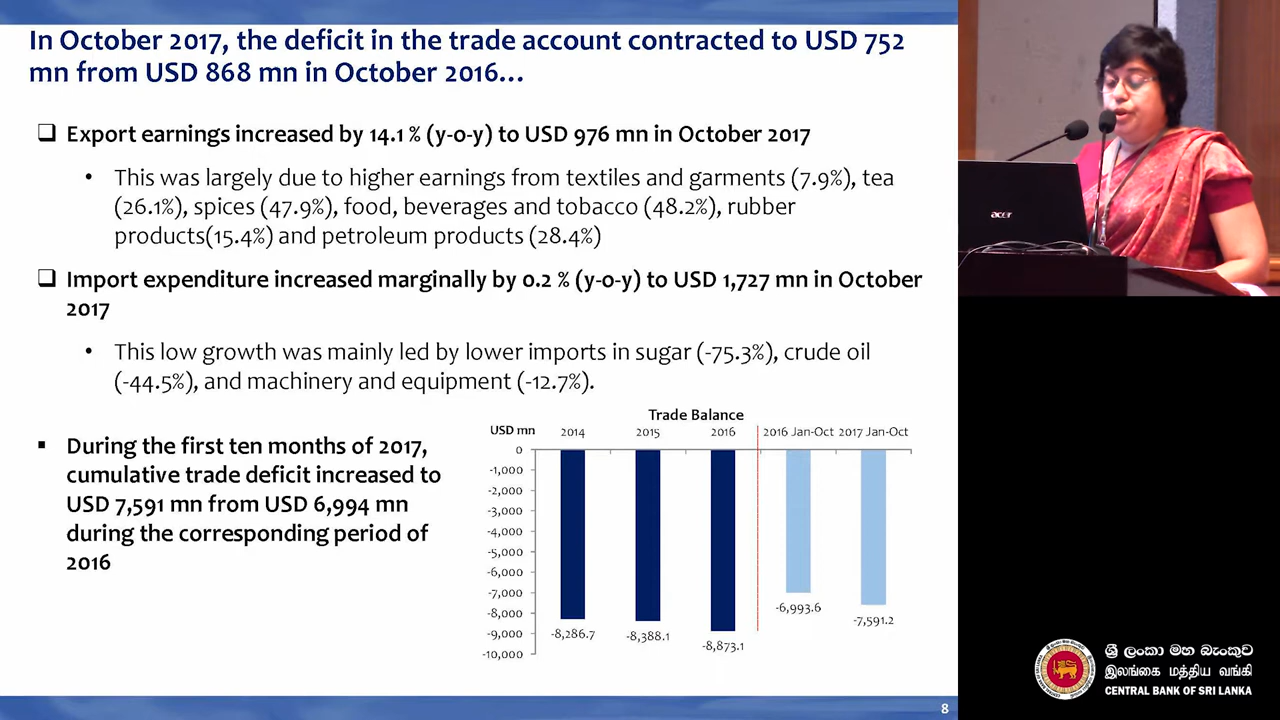 In October 2017, the deficit in the trade account contracted to USD 752
mn from USD 868 mn in October 2016…
Export earnings increased by 14.1 % (y-o-y) to USD 976 mn in October 2017
This was largely due to higher earnings from textiles and garments (7.9%), tea
(26.1%), spices (47.9%), food, beverages and tobacco (48.2%), rubber
products(15.4%) and petroleum products (28.4%)
Import expenditure increased marginally by 0.2 % (y-o-y) to USD 1,727 mn in October
2017
This low growth was mainly led by lower imports in sugar (-75.3%), crude oil
(-44.5%), and machinery and equipment (-12.7%).
During the first ten months of 2017,
cumulative trade deficit increased to
USD 7,591 mn from USD 6,994 mn
during the corresponding period of
2016
Trade Balance
USD mn 2014 2015 2016 2016 Jan-Oct 2017 Jan-Oct
0
-1,000
-2,000
-3,000
-4,000
-5,000
-6,000
-7,000
-8,000
-9,000
-10,000
-8,286.7
-8,388.1
-8,873.1
-6,993.6
-7,591.2
8
acer
ශ්‍රී ලංකා මහ බැංකුව
இலங்கை மத்திய வங்கி
CENTRAL BANK OF SRI LANKA